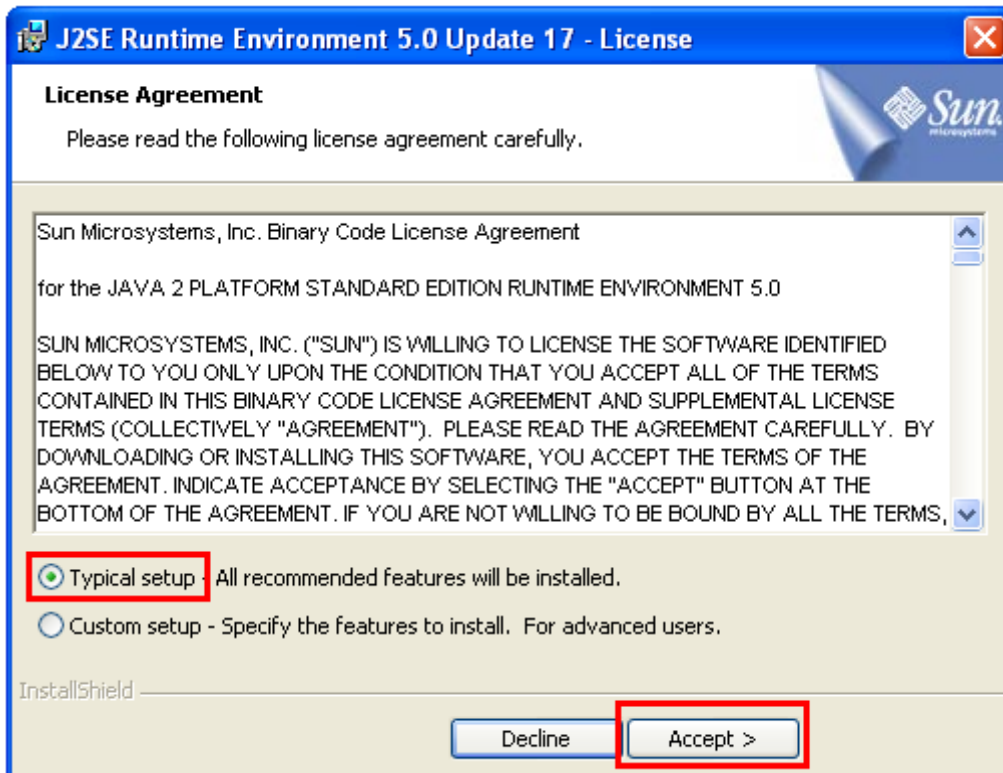 J2SE Runtime Environment 5.0 Update 17 - License
License Agreement
Please read the following license agreement carefully.
Sun
microsystems
Sun Microsystems, Inc. Binary Code License Agreement
for the JAVA 2 PLATFORM STANDARD EDITION RUNTIME ENVIRONMENT 5.0
SUN MICROSYSTEMS, INC. ("SUN") IS WILLING TO LICENSE THE SOFTWARE IDENTIFIED
BELOW TO YOU ONLY UPON THE CONDITION THAT YOU ACCEPT ALL OF THE TERMS
CONTAINED IN THIS BINARY CODE LICENSE AGREEMENT AND SUPPLEMENTAL LICENSE
TERMS (COLLECTIVELY "AGREEMENT").  PLEASE READ THE AGREEMENT CAREFULLY.  BY
DOWNLOADING OR INSTALLING THIS SOFTWARE, YOU ACCEPT THE TERMS OF THE
AGREEMENT. INDICATE ACCEPTANCE BY SELECTING THE "ACCEPT" BUTTON AT THE
BOTTOM OF THE AGREEMENT. IF YOU ARE NOT WILLING TO BE BOUND BY ALL THE TERMS,
Typical setup - All recommended features will be installed.
Custom setup - Specify the features to install.  For advanced users.
InstallShield
Decline
Accept >